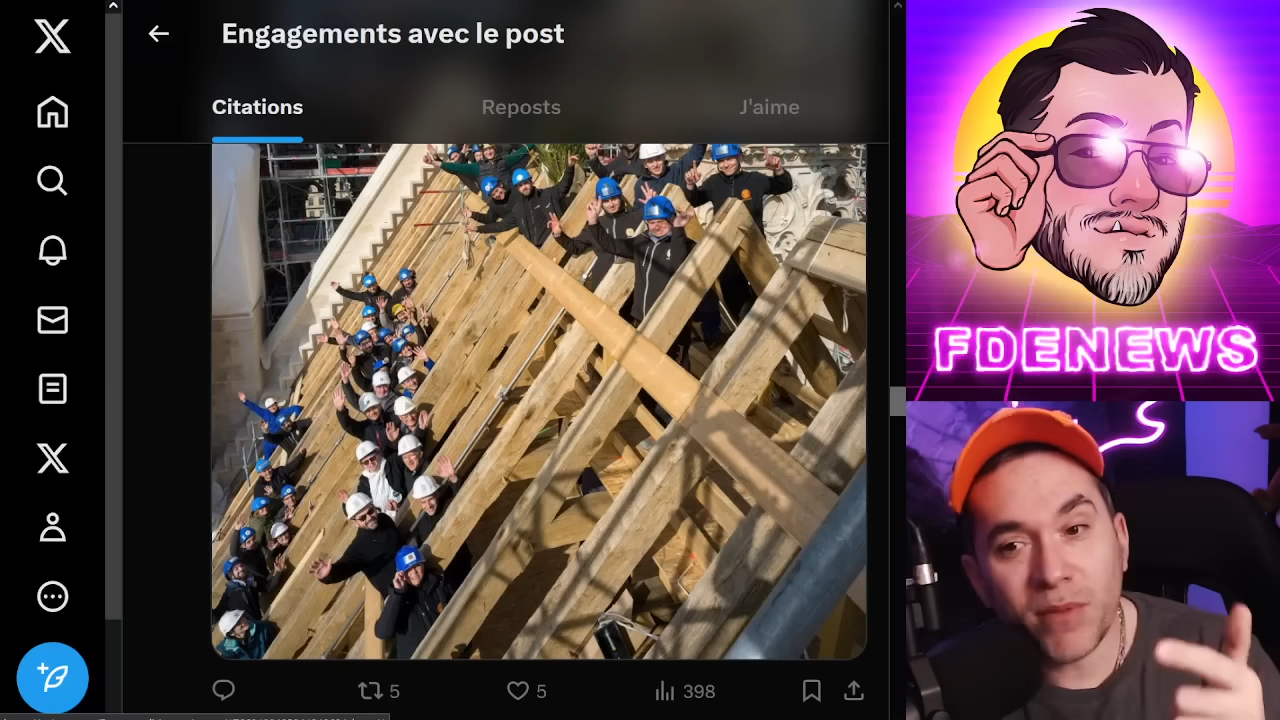 Engagements avec le post
Citations
Reposts
J'aime
5
5
398
FDENEWS